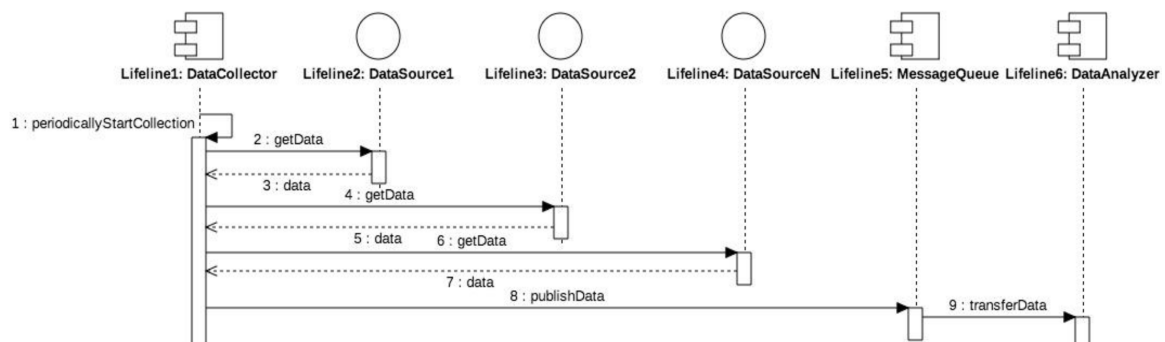 Lifeline1: DataCollector
Lifeline2: DataSource1
Lifeline3: DataSource2
Lifeline4: DataSourceN
Lifeline5: MessageQueue
Lifeline6: DataAnalyzer
1 : periodicallyStartCollection
2 : getData
3 : data
4 : getData
5 : data
6 : getData
7 : data
8 : publishData
9 : transferData